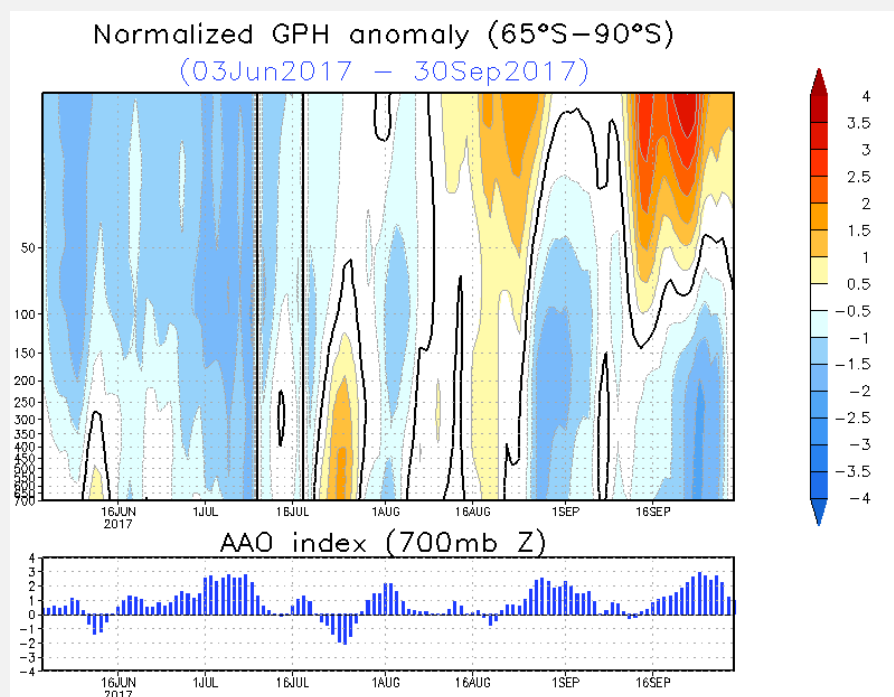 Normalized GPH anomaly (65°S–90°S)
(03Jun2017 – 30Sep2017)
50
100
150
200
250
300
350
400
450
500
550
600
650
700
16JUN
2017
1JUL
15JUL
1AUG
16AUG
1SEP
16SEP
4
3.5
3
2.5
2
1.5
1
0.5
-0.5
-1
-1.5
-2
-2.5
-3
-3.5
-4
AAO index (700mb Z)
4
3
2
1
0
-1
-2
-3
-4
16JUN
2017
1JUL
15JUL
1AUG
16AUG
1SEP
16SEP